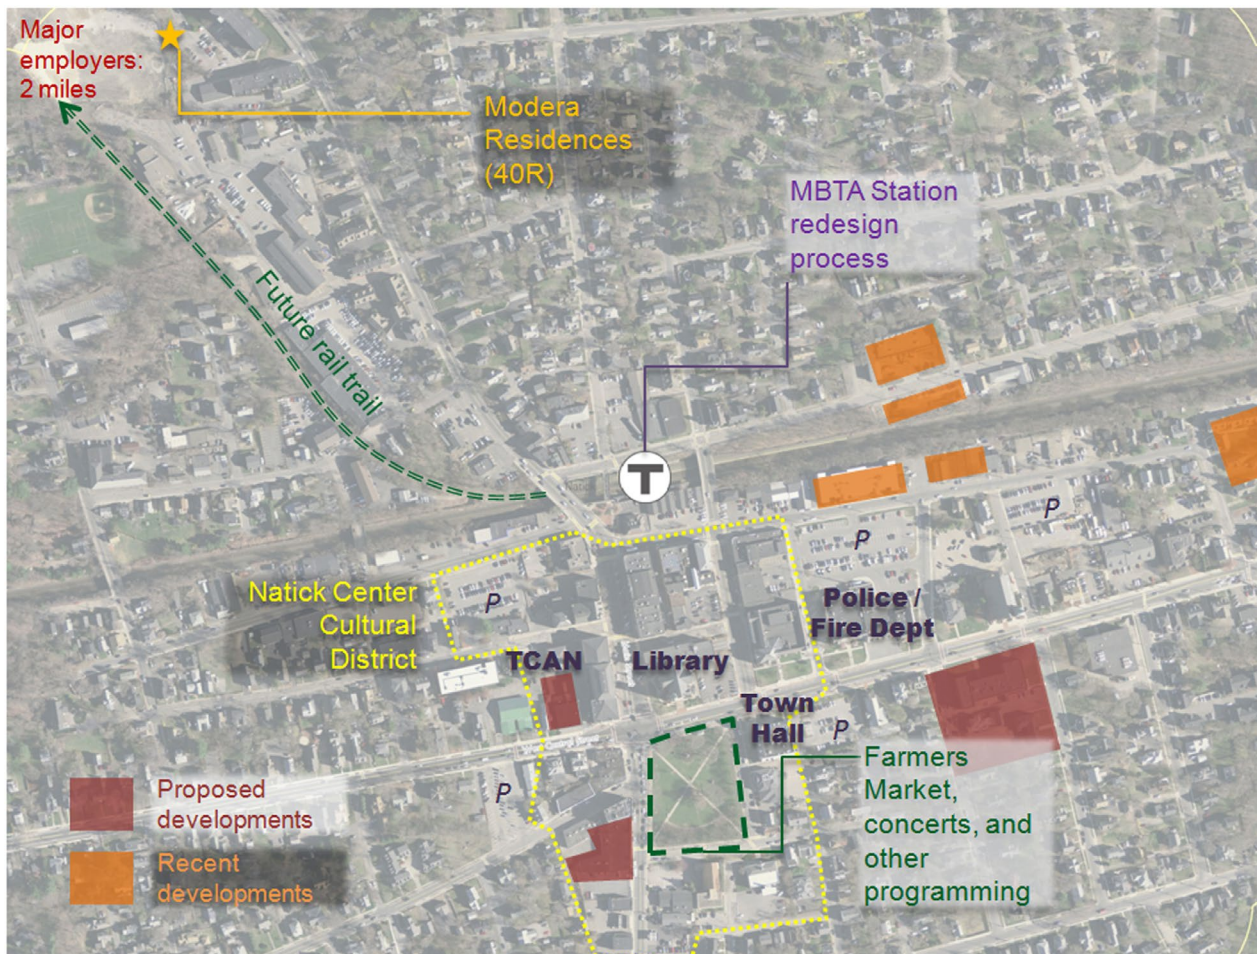 Major
employers:
2 miles
Modera
Residences
(40R)
MBTA Station
redesign
process
Future rail trail
T
P
P
P
Natick Center
Cultural
District
Police /
Fire Dept
TCAN
Library
Town
Hall
P
P
Farmers
Market,
concerts, and
other
programming
Proposed
developments
Recent
developments